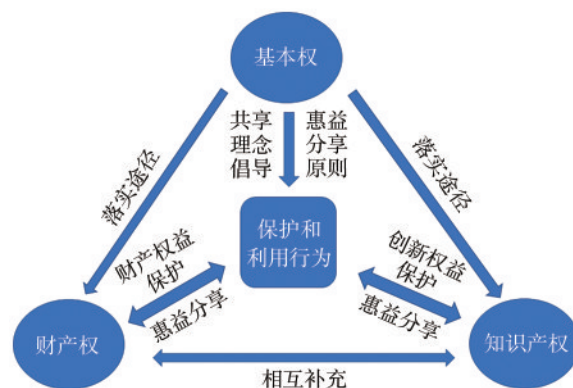 基本权
共享
理念
倡导
惠益
分享
原则
落实途径
落实途径
保护和
利用行为
财产权益
保护
惠益分享
创新权益
保护
惠益分享
财产权
知识产权
相互补充